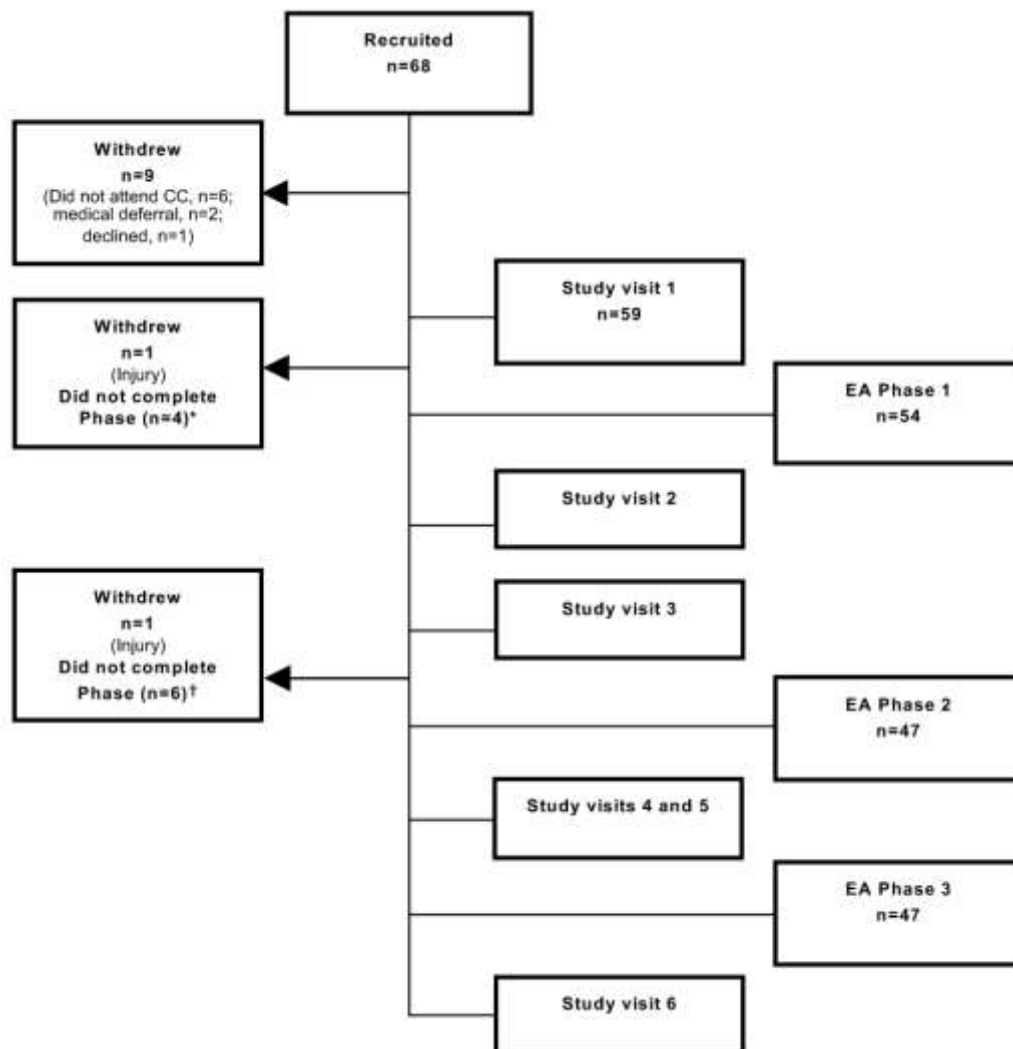 Recruited
n=68
Withdrew
n=9
(Did not attend CC, n=6;
medical deferral, n=2;
declined, n=1)
Study visit 1
n=59
Withdrew
n=1
(Injury)
Did not complete
Phase (n=4)*
EA Phase 1
n=54
Study visit 2
Study visit 3
Withdrew
n=1
(Injury)
Did not complete
Phase (n=6)†
EA Phase 2
n=47
Study visits 4 and 5
EA Phase 3
n=47
Study visit 6